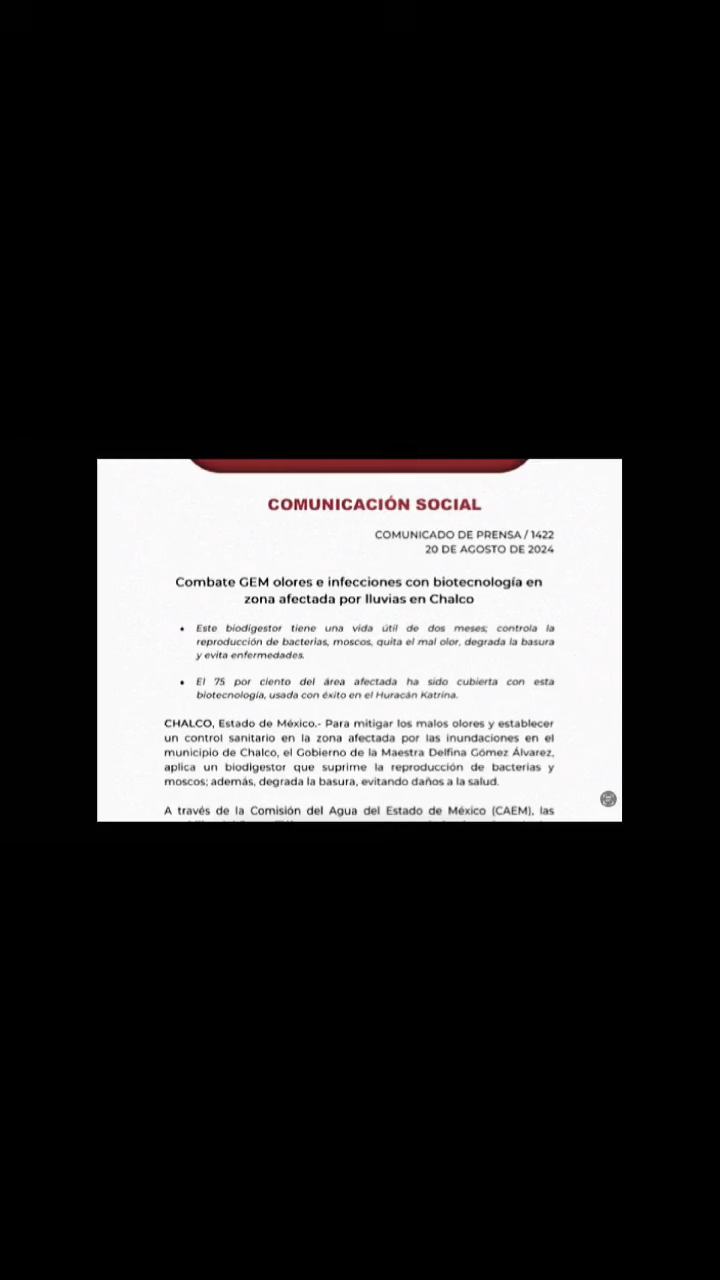 COMUNICACIÓN SOCIAL
COMUNICADO DE PRENSA / 1422
20 DE AGOSTO DE 2024
Combate GEM olores e infecciones con biotecnología en
zona afectada por lluvias en Chalco
• Este biodigestor tiene una vida útil de dos meses; controla la
reproducción de bacterias, moscos, quita el mal olor, degrada la basura
y evita enfermedades.
• El 75 por ciento del área afectada ha sido cubierta con esta
biotecnología, usada con éxito en el Huracán Katrina.
CHALCO, Estado de México.- Para mitigar los malos olores y establecer
un control sanitario en la zona afectada por las inundaciones en el
municipio de Chalco, el Gobierno de la Maestra Delfina Gómez Álvarez,
aplica un biodigestor que suprime la reproducción de bacterias y
moscos; además, degrada la basura, evitando daños a la salud.
A través de la Comisión del Agua del Estado de México (CAEM), las